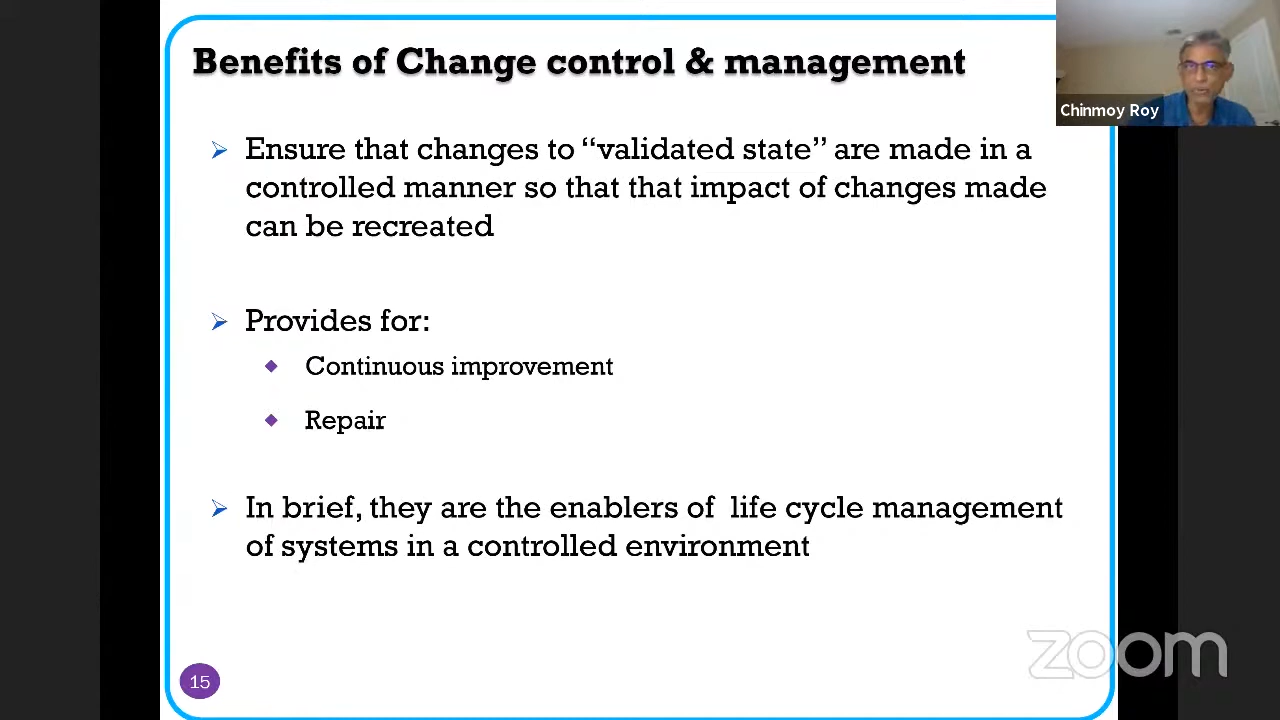 Benefits of Change control & management
Chinmoy Roy
Ensure that changes to “validated state” are made in a
controlled manner so that that impact of changes made
can be recreated
Provides for:
Continuous improvement
Repair
In brief, they are the enablers of life cycle management
of systems in a controlled environment
15
zoom